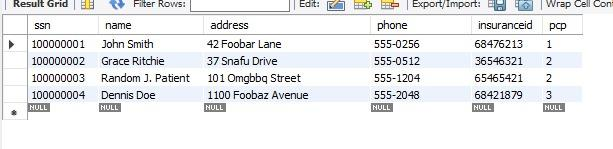 Result Grid Filter Rows: Edit: Export/Import: Wrap Cell Cont
ssn name address phone insuranceid pcp
100000001 John Smith 42 Foobar Lane 555-0256 68476213 1
100000002 Grace Ritchie 37 Snafu Drive 555-0512 36546321 2
100000003 Random J. Patient 101 Omgbbq Street 555-1204 65465421 2
100000004 Dennis Doe 1100 Foobaz Avenue 555-2048 68421879 3
NULL NULL NULL NULL NULL NULL